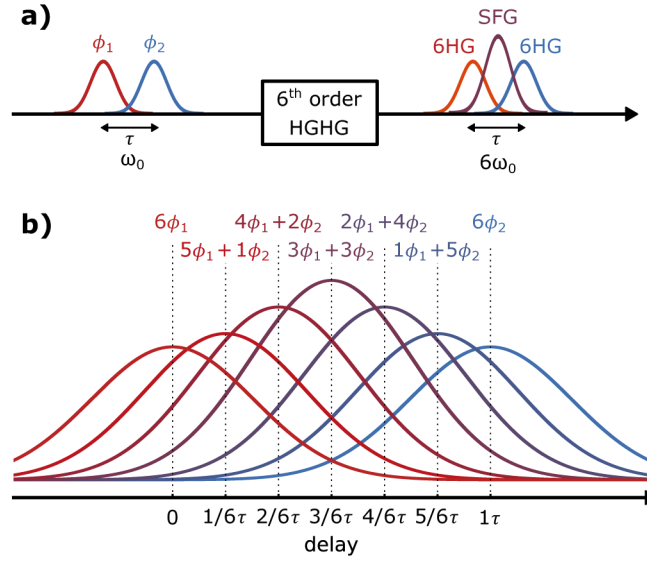 a)
SFG
ϕ₁ ϕ₂ 6HG 6HG
6ᵗʰ order
HGHG
τ τ
ω₀ 6ω₀
b)
6ϕ₁ 4ϕ₁+2ϕ₂ 2ϕ₁+4ϕ₂ 6ϕ₂
5ϕ₁+1ϕ₂ 3ϕ₁+3ϕ₂ 1ϕ₁+5ϕ₂
0 1/6τ 2/6τ 3/6τ 4/6τ 5/6τ 1τ
delay